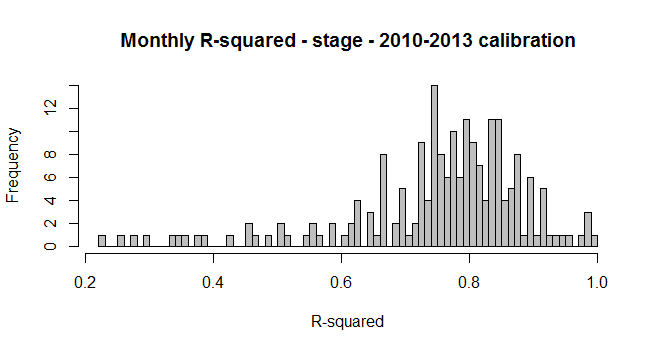 Monthly R-squared - stage - 2010-2013 calibration
Frequency
12
8
6
4
2
0
0.2 0.4 0.6 0.8 1.0
R-squared